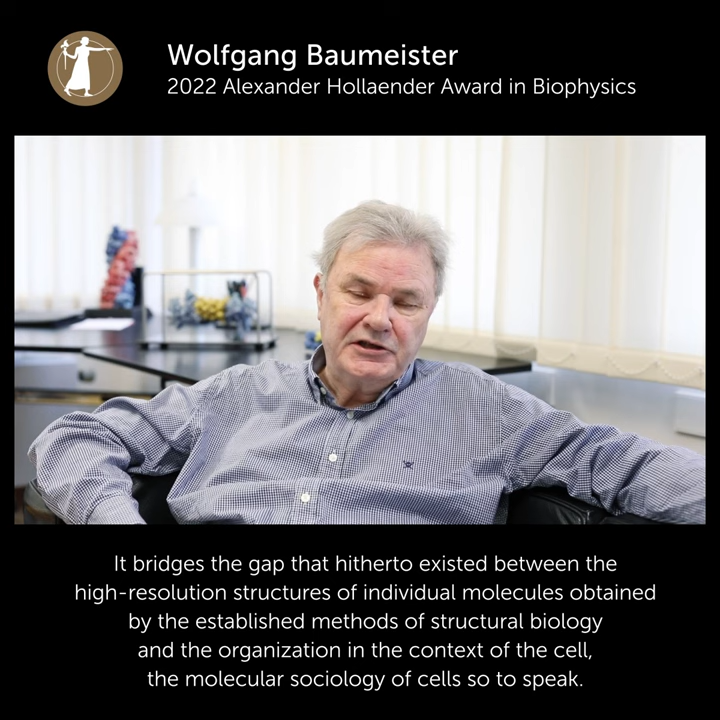 Wolfgang Baumeister
2022 Alexander Hollaender Award in Biophysics
It bridges the gap that hitherto existed between the
high-resolution structures of individual molecules obtained
by the established methods of structural biology
and the organization in the context of the cell,
the molecular sociology of cells so to speak.